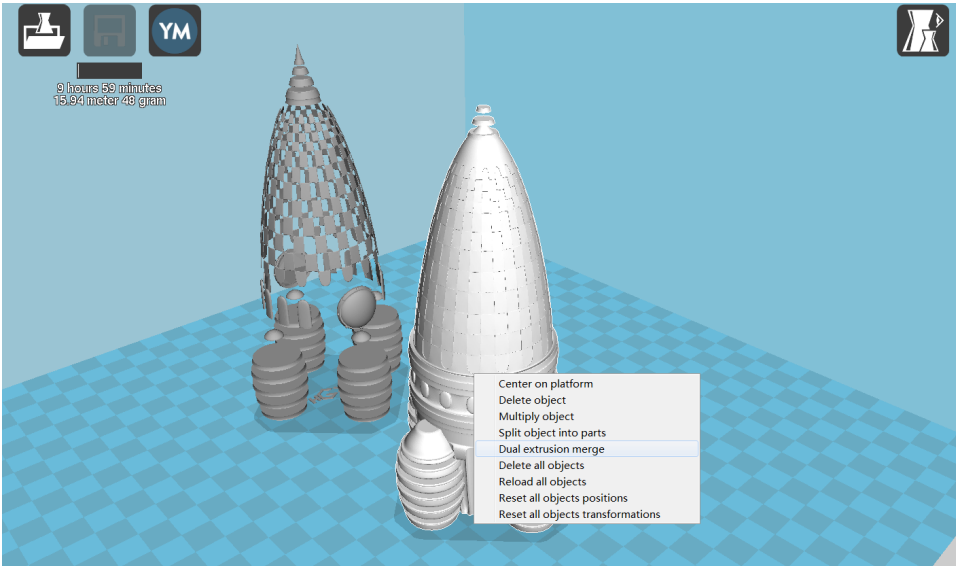 YM
9 hours 59 minutes
15.94 meter 48 gram
Center on platform
Delete object
Multiply object
Split object into parts
Dual extrusion merge
Delete all objects
Reload all objects
Reset all objects positions
Reset all objects transformations